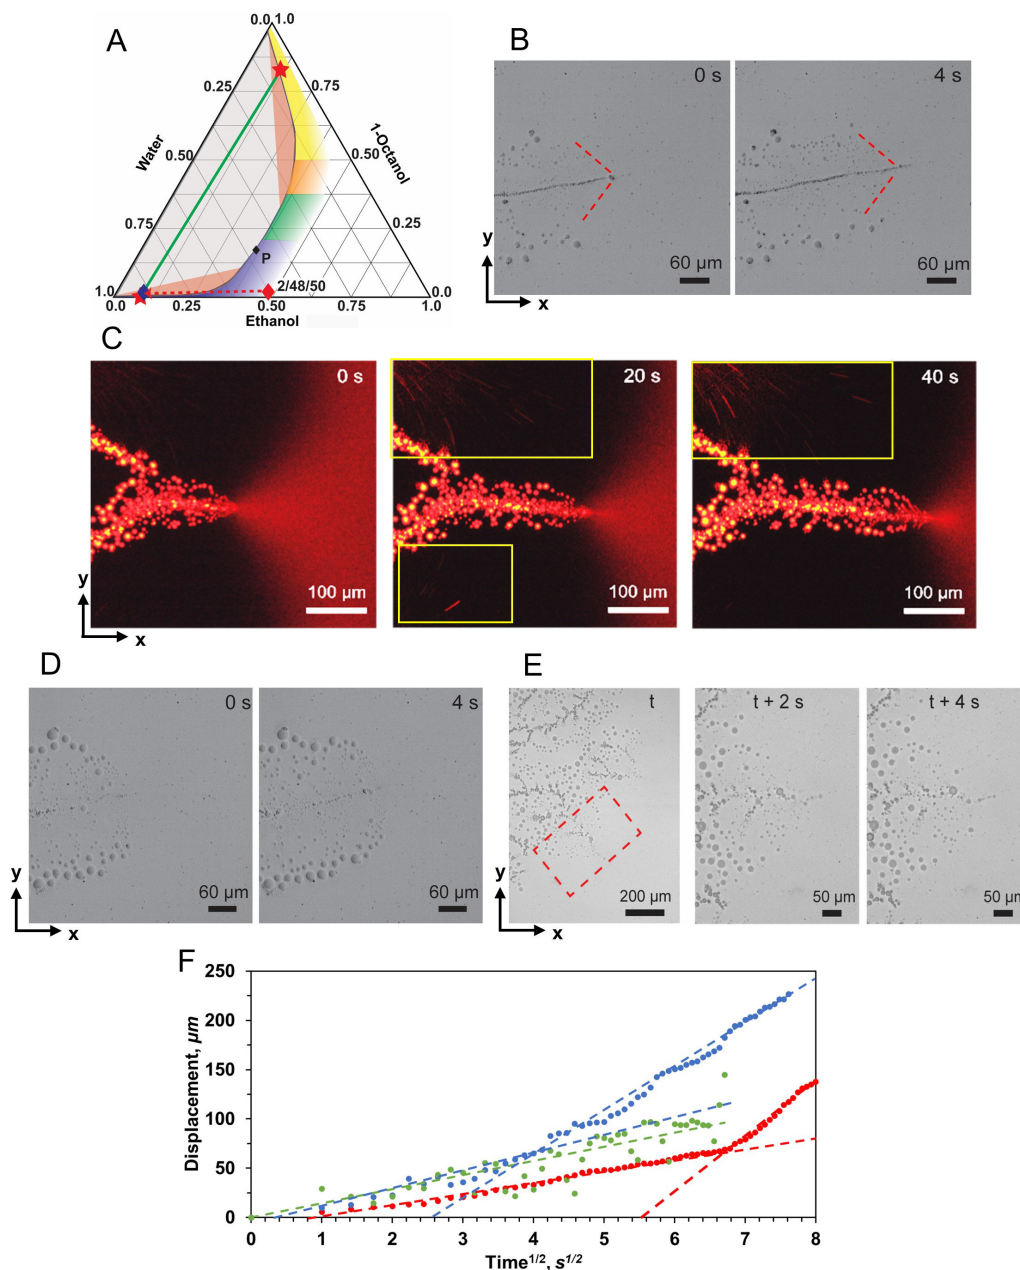 A
0.0 1.0
0.25
0.75
Water
1-Octanol
0.50
0.50
0.75
0.25
P
2/48/50
1.0
0.0
0.0
0.25
0.50
0.75
1.0
Ethanol
B
0 s
4 s
60 µm
60 µm
y
x
C
0 s
20 s
40 s
100 µm
100 µm
100 µm
y
x
D
0 s
4 s
60 µm
60 µm
y
x
E
t
t + 2 s
t + 4 s
200 µm
50 µm
50 µm
y
x
F
250
200
150
100
50
0
Displacement, µm
0 1 2 3 4 5 6 7 8
Time1/2, s1/2